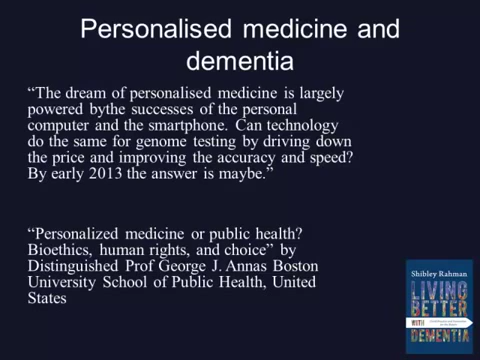 Personalised medicine and
dementia
“The dream of personalised medicine is largely
powered bythe successes of the personal
computer and the smartphone. Can technology
do the same for genome testing by driving down
the price and improving the accuracy and speed?
By early 2013 the answer is maybe.”
“Personalized medicine or public health?
Bioethics, human rights, and choice” by
Distinguished Prof George J. Annas Boston
University School of Public Health, United
States
Shibley Rahman
LIVING
BETTER
WITH
DEMENTIA